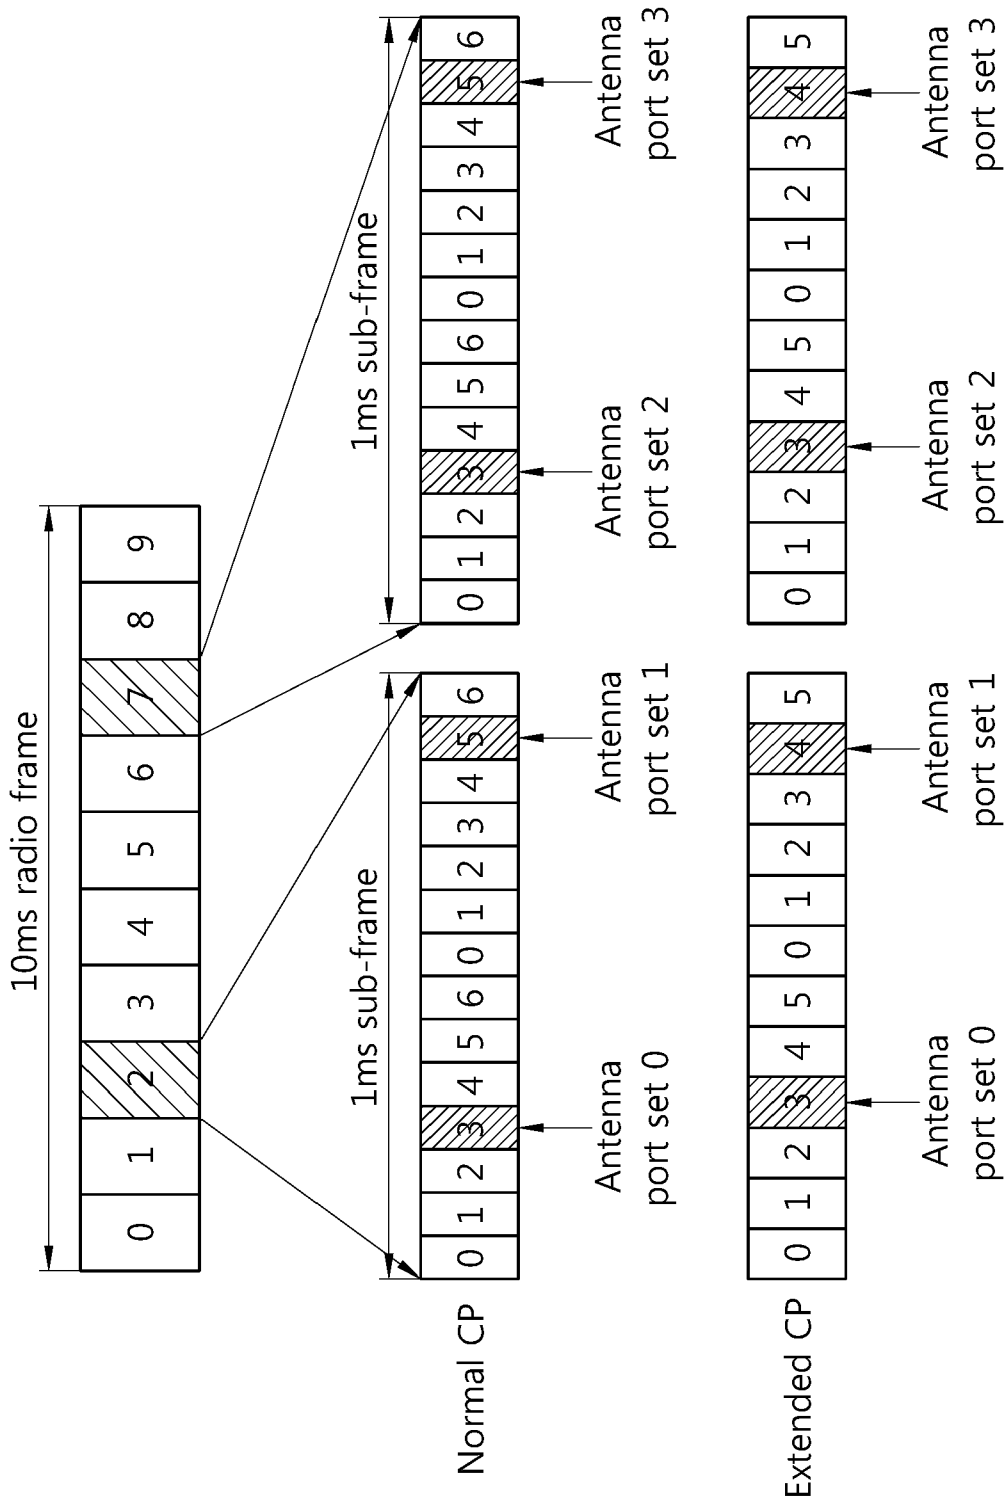 10ms radio frame
0 1 2 3 4 5 6 7 8 9
1ms sub-frame
1ms sub-frame
Normal CP
0 1 2 3 4 5 6 0 1 2 3 4 5 6
0 1 2 3 4 5 6 0 1 2 3 4 5 6
Antenna
port set 0
Antenna
port set 1
Antenna
port set 2
Antenna
port set 3
Extended CP
0 1 2 3 4 5 0 1 2 3 4 5
0 1 2 3 4 5 0 1 2 3 4 5
Antenna
port set 0
Antenna
port set 1
Antenna
port set 2
Antenna
port set 3